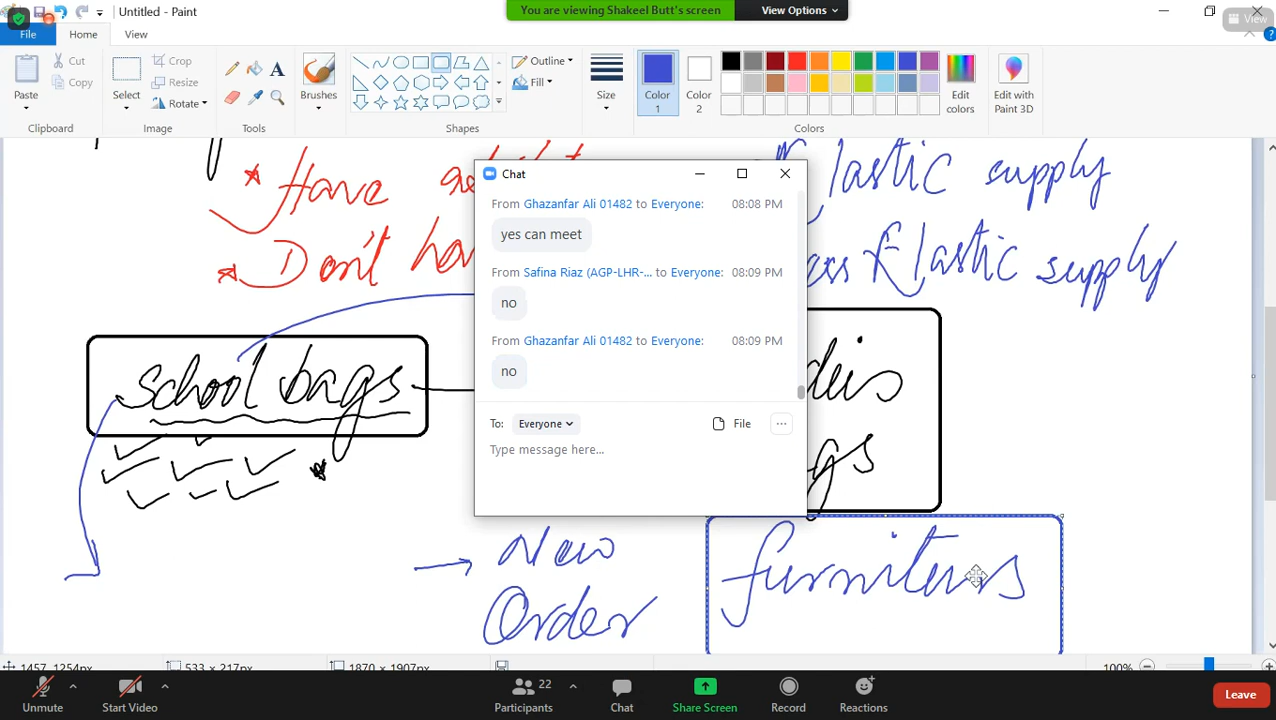 Untitled - Paint
You are viewing Shakeel Butt's screen
View Options
View
File
Home
View
Cut
Copy
Paste
Crop
Resize
Rotate
Select
Brushes
Outline
Fill
Size
Color 1
Color 2
Edit colors
Edit with Paint 3D
Clipboard
Image
Tools
Shapes
Colors
* Have
* Don't
Elastic supply
Elastic supply
school bags
New Order
furniturs
Chat
From Ghazanfar Ali 01482 to Everyone: 08:08 PM
yes can meet
From Safina Riaz (AGP-LHR-... to Everyone: 08:09 PM
no
From Ghazanfar Ali 01482 to Everyone: 08:09 PM
no
To: Everyone
File
...
Type message here...
1457, 1254px
533 × 217px
1870 × 1907px
100%
Unmute
Start Video
22
Participants
Chat
Share Screen
Record
Reactions
Leave